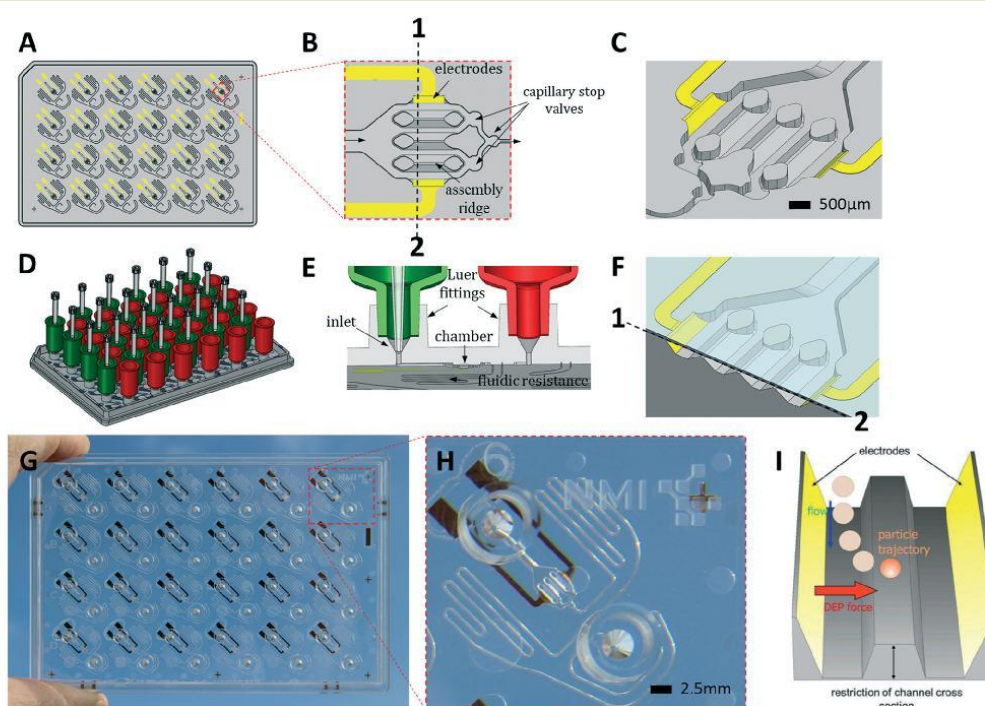 A
B
1
electrodes
capillary stop
valves
assembly
ridge
2
C
500µm
D
E
Luer
fittings
inlet
chamber
fluidic resistance
F
1
2
G
H
NMI
2.5mm
I
electrodes
flow
particle
trajectory
DEP force
restriction of channel cross
section